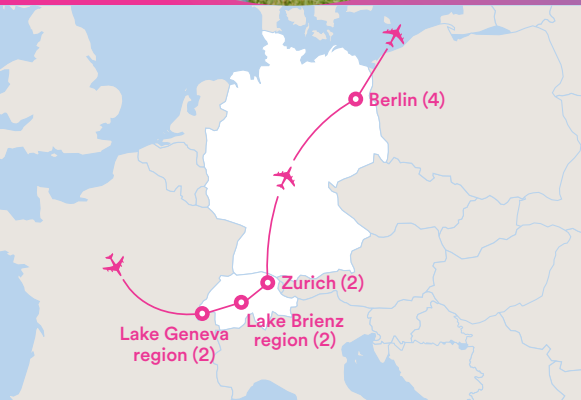 Berlin (4)
Zurich (2)
Lake Brienz
region (2)
Lake Geneva
region (2)